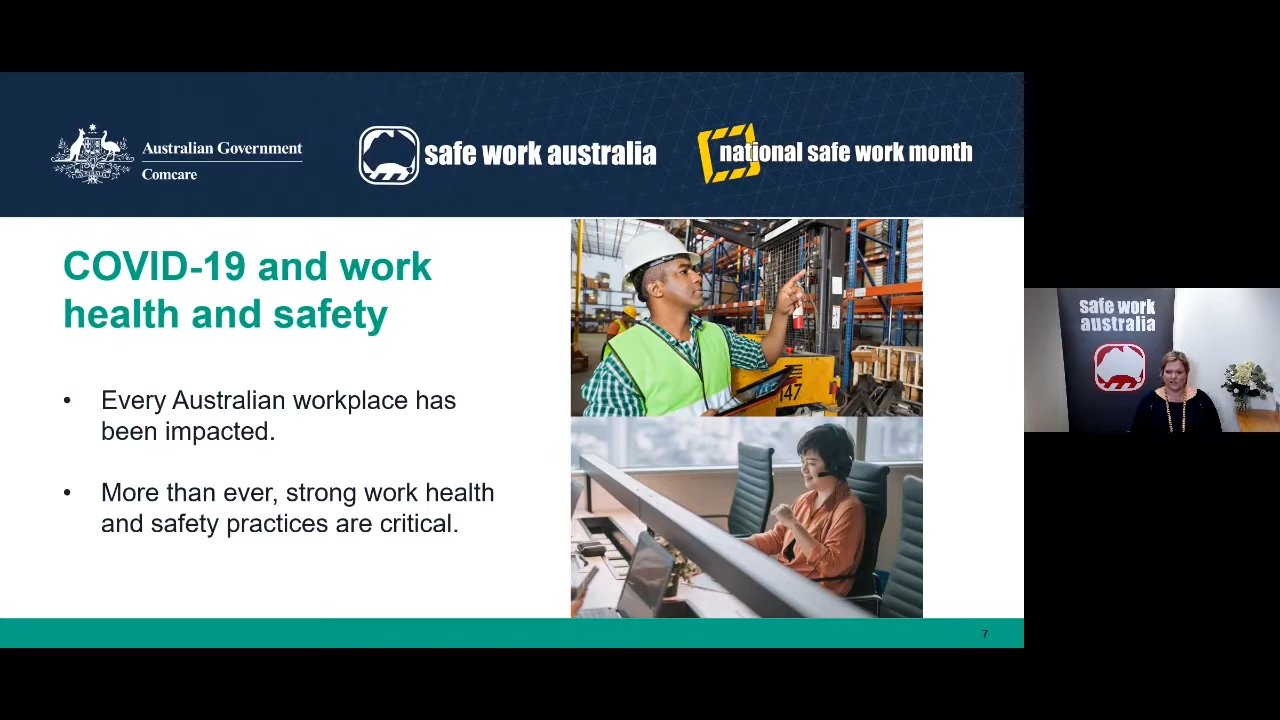 Australian Government
Comcare
safe work australia
national safe work month
COVID-19 and work
health and safety
• Every Australian workplace has
been impacted.
• More than ever, strong work health
and safety practices are critical.
147
7
safe work
australia